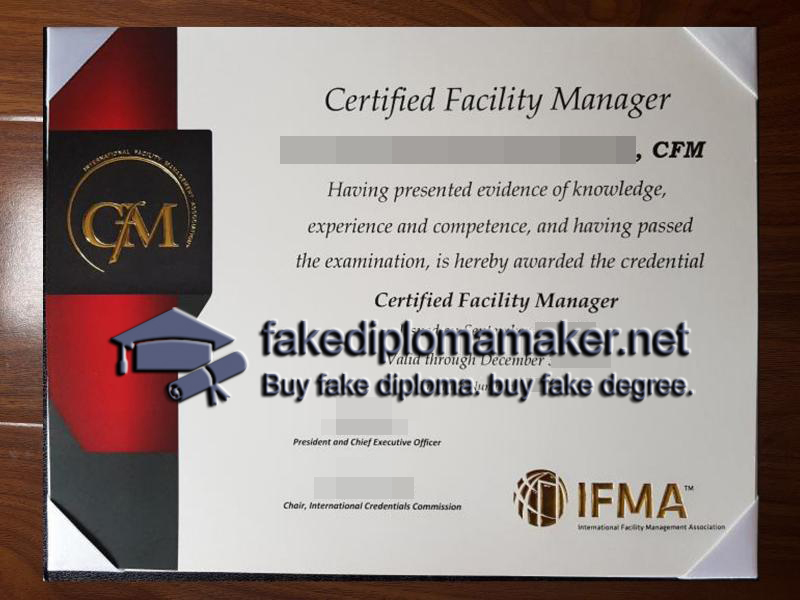 Certified Facility Manager
, CFM
Having presented evidence of knowledge,
experience and competence, and having passed
the examination, is hereby awarded the credential
Certified Facility Manager
INTERNATIONAL FACILITY MANAGEMENT ASSOCIATION
CFM
fakediplomamaker.net
Valid through December
Buy fake diploma, buy fake degree.
President and Chief Executive Officer
Chair, International Credentials Commission
IFMA™
International Facility Management Association